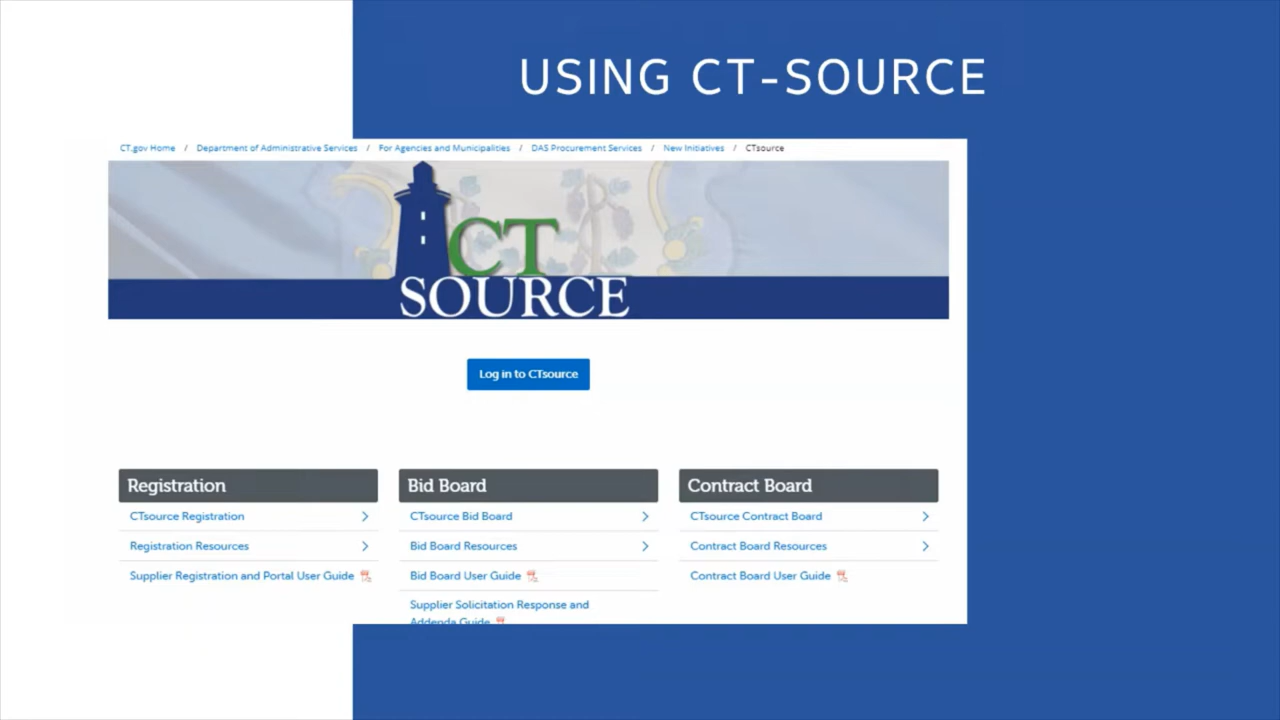 USING CT-SOURCE
CT.gov Home / Department of Administrative Services / For Agencies and Municipalities / DAS Procurement Services / New Initiatives / CTsource
CT
SOURCE
Log in to CTsource
Registration
CTsource Registration
Registration Resources
Supplier Registration and Portal User Guide
Bid Board
CTsource Bid Board
Bid Board Resources
Bid Board User Guide
Supplier Solicitation Response and
Addenda Guide
Contract Board
CTsource Contract Board
Contract Board Resources
Contract Board User Guide